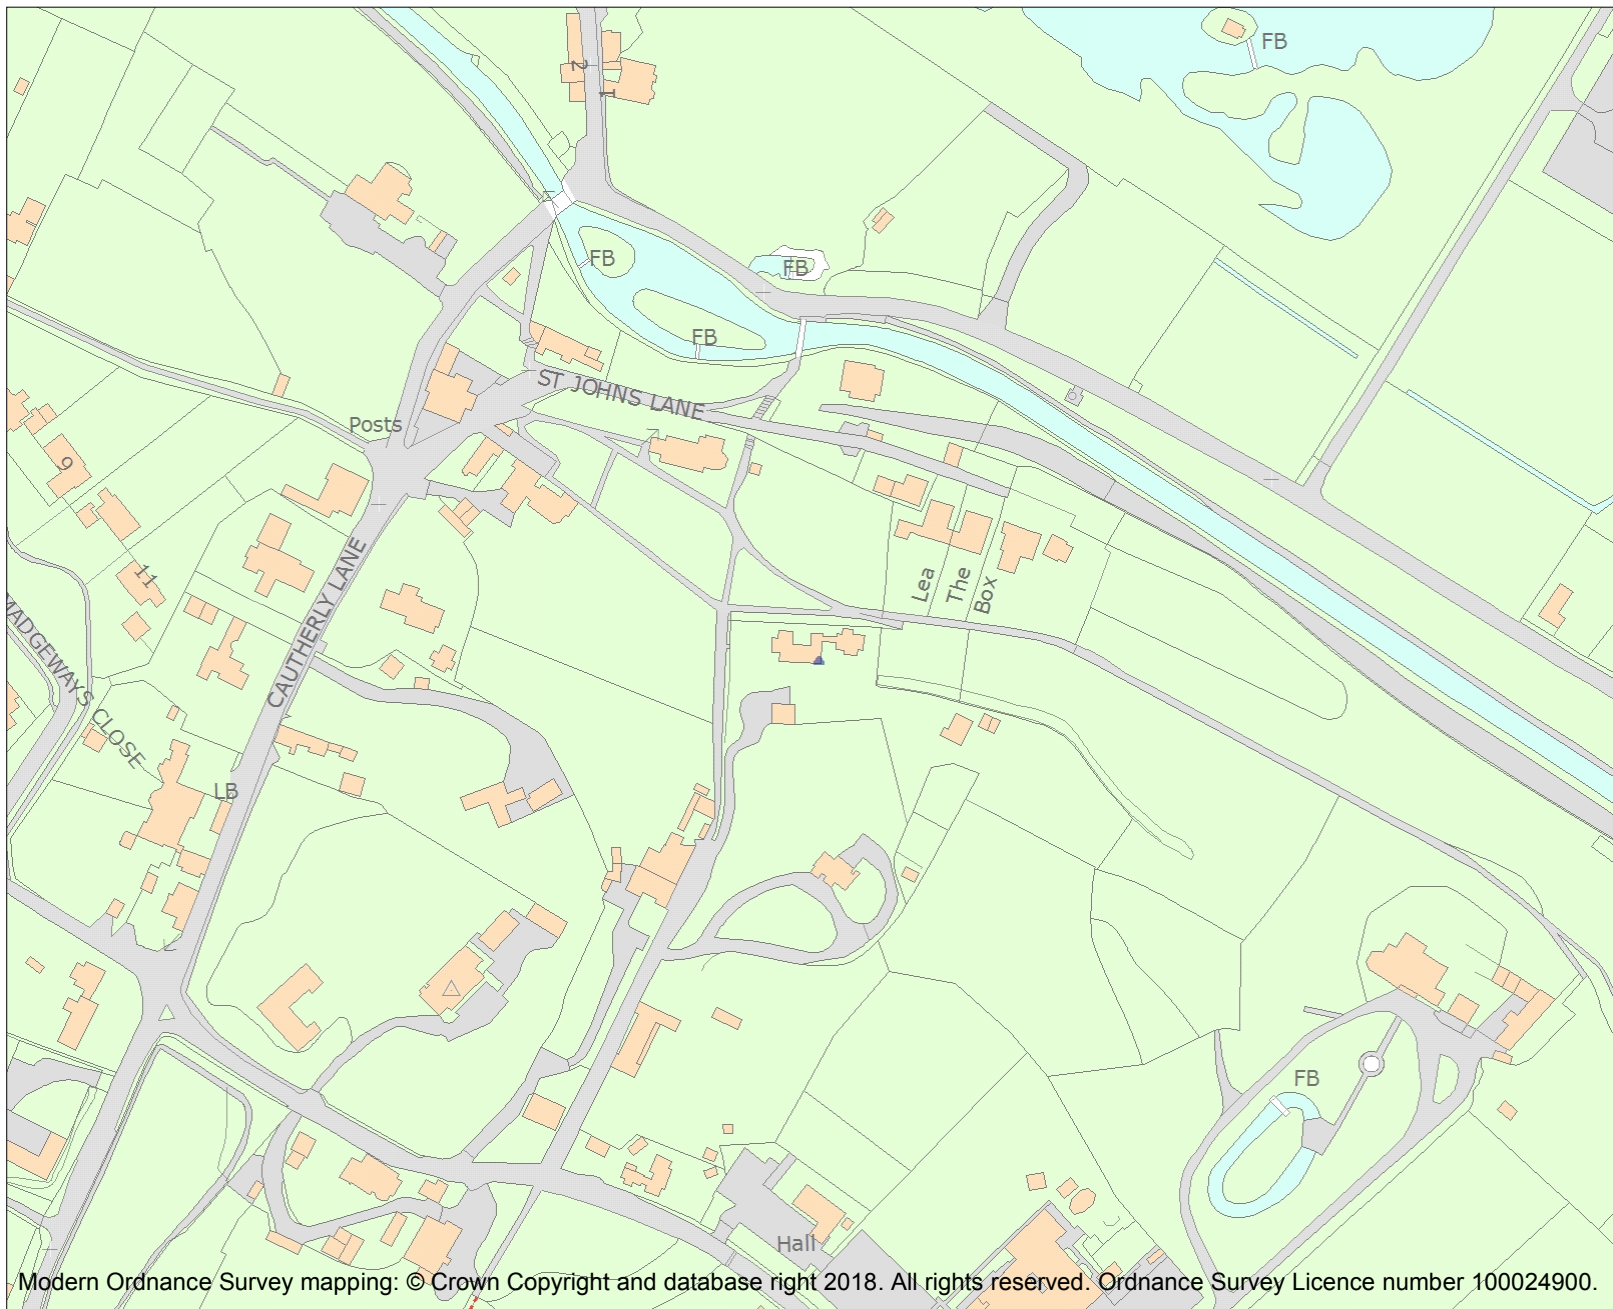 FB
2
1
FB
FB
FB
ST JOHNS LANE
Posts
9
11
CAUTHERLY LANE
Lea
The
Box
MADGEWAYS CLOSE
LB
FB
Hall
Modern Ordnance Survey mapping: © Crown Copyright and database right 2018. All rights reserved. Ordnance Survey Licence number 100024900.